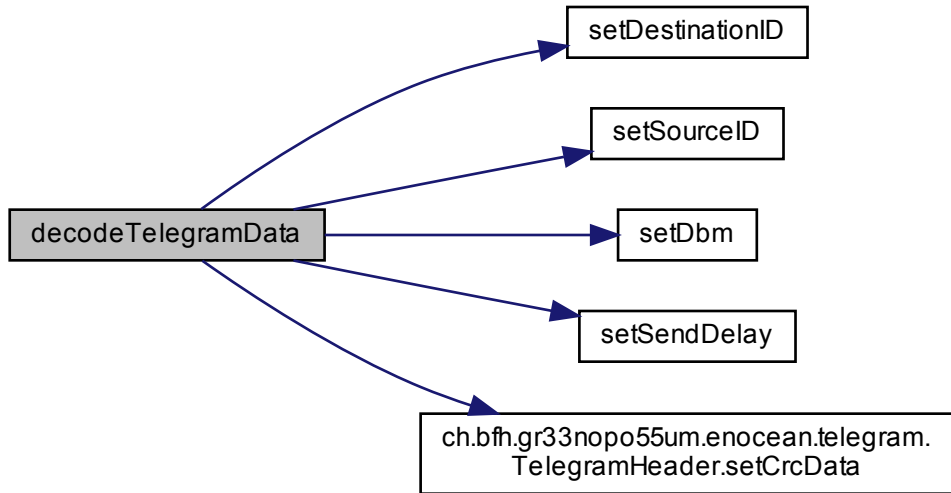 setDestinationID
setSourceID
decodeTelegramData
setDbm
setSendDelay
ch.bfh.gr33nopo55um.enocean.telegram.
TelegramHeader.setCrcData